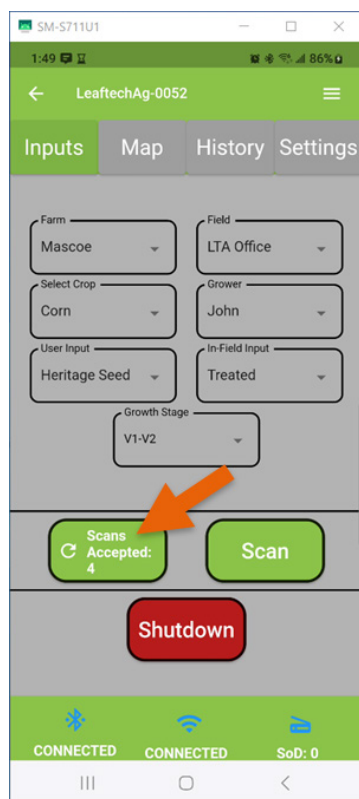 SM-S711U1
1:49 86%
LeaftechAg-0052
Inputs Map History Settings
Farm Field
Mascoe LTA Office
Select Crop Grower
Corn John
User Input In-Field Input
Heritage Seed Treated
Growth Stage
V1-V2
Scans
Accepted:
4
Scan
Shutdown
CONNECTED CONNECTED SoD: 0